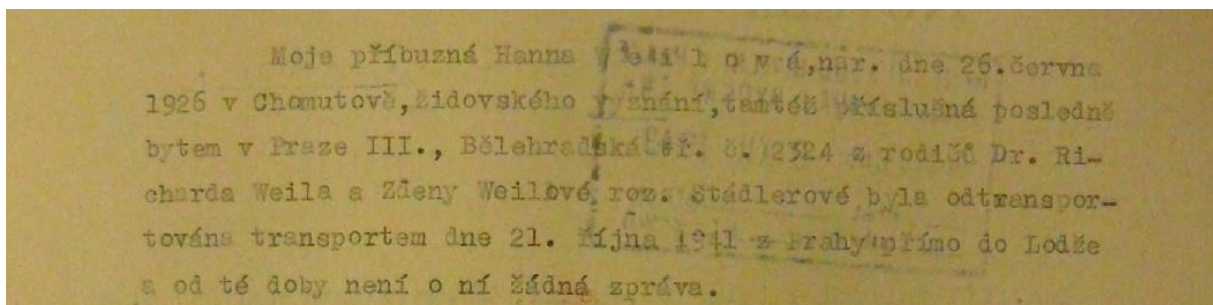 Moje příbuzná Hanna W e i l o v á,nar. dne 26.června
1926 v Chomutově,židovského vyznání,tamtéž příslušná posledně
bytem v Praze III., Bělehradská tř. č. 2324 z rodičů Dr. Ri-
charda Weila a Zdeny Weilové roz. Stádlerové byla odtranspor-
tována transportem dne 21. října 1941 z Prahy přímo do Lodže
a od té doby není o ní žádná zpráva.